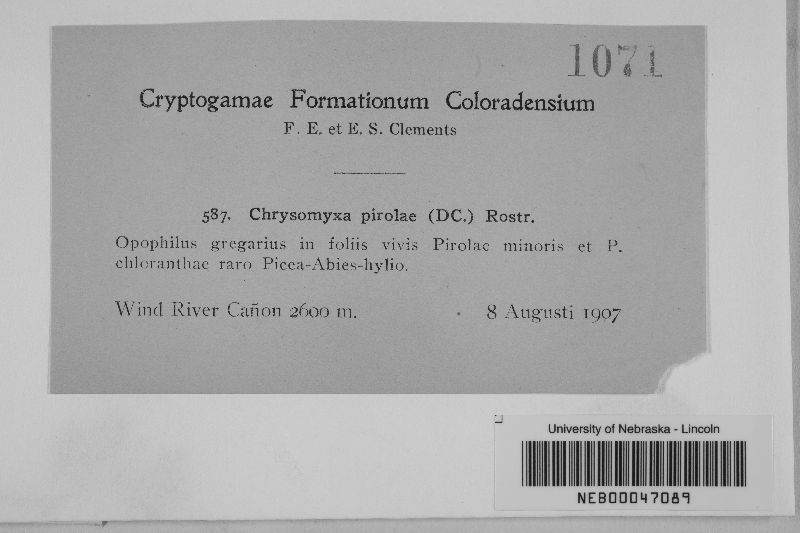 1071
Cryptogamae Formationum Coloradensium
F. E. et E. S. Clements
587. Chrysomyxa pirolae (DC.) Rostr.
Opophilus gregarius in foliis vivis Pirolae minoris et P.
chloranthae raro Picea-Abies-hylio.
Wind River Cañon 2600 m. 8 Augusti 1907
University of Nebraska - Lincoln
NEB00047089